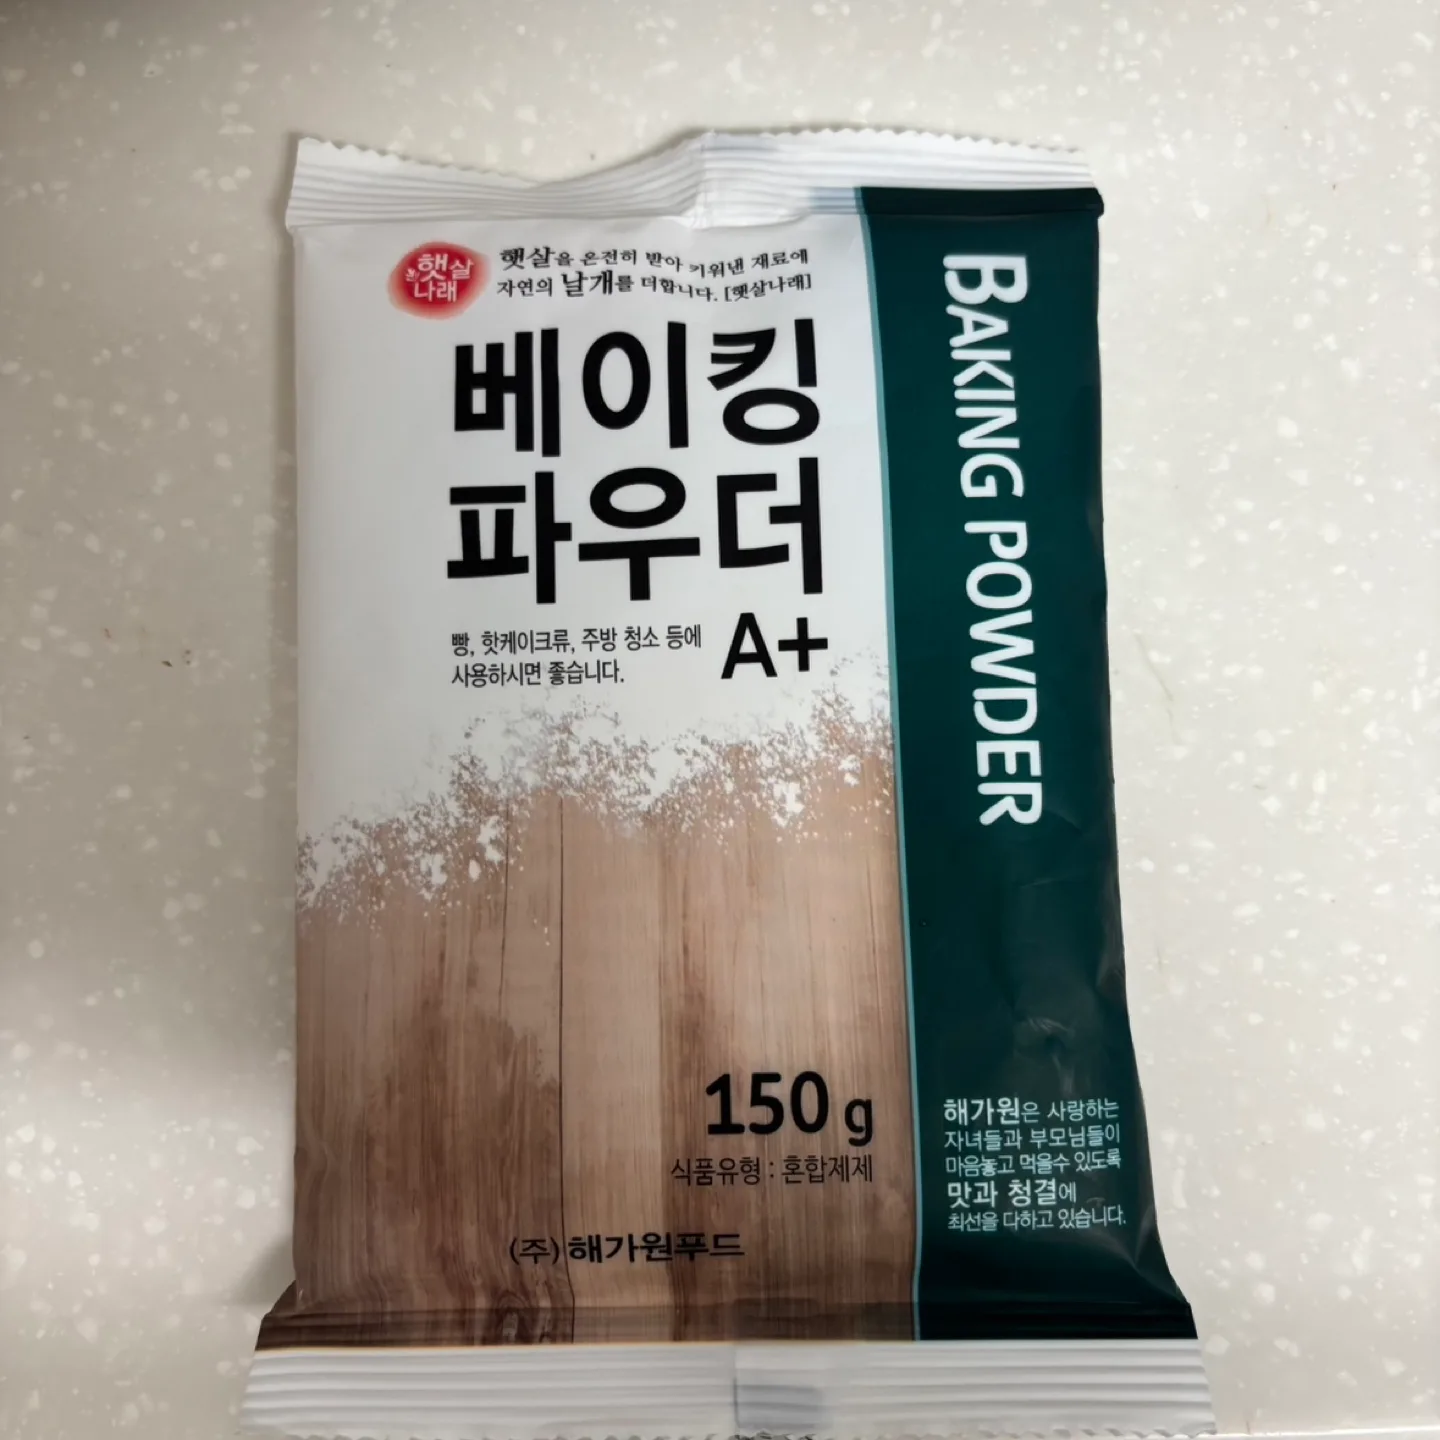 햇살
나래
햇살을 온전히 받아 키워낸 재료에
자연의 날개를 더합니다. [햇살나래]
베이킹
파우더
A+
빵, 핫케이크류, 주방 청소 등에
사용하시면 좋습니다.
BAKING POWDER
150 g
식품유형 : 혼합제제
(주) 해가원푸드
해가원은 사랑하는
자녀들과 부모님들이
마음놓고 먹을수 있도록
맛과 청결에
최선을 다하고 있습니다.